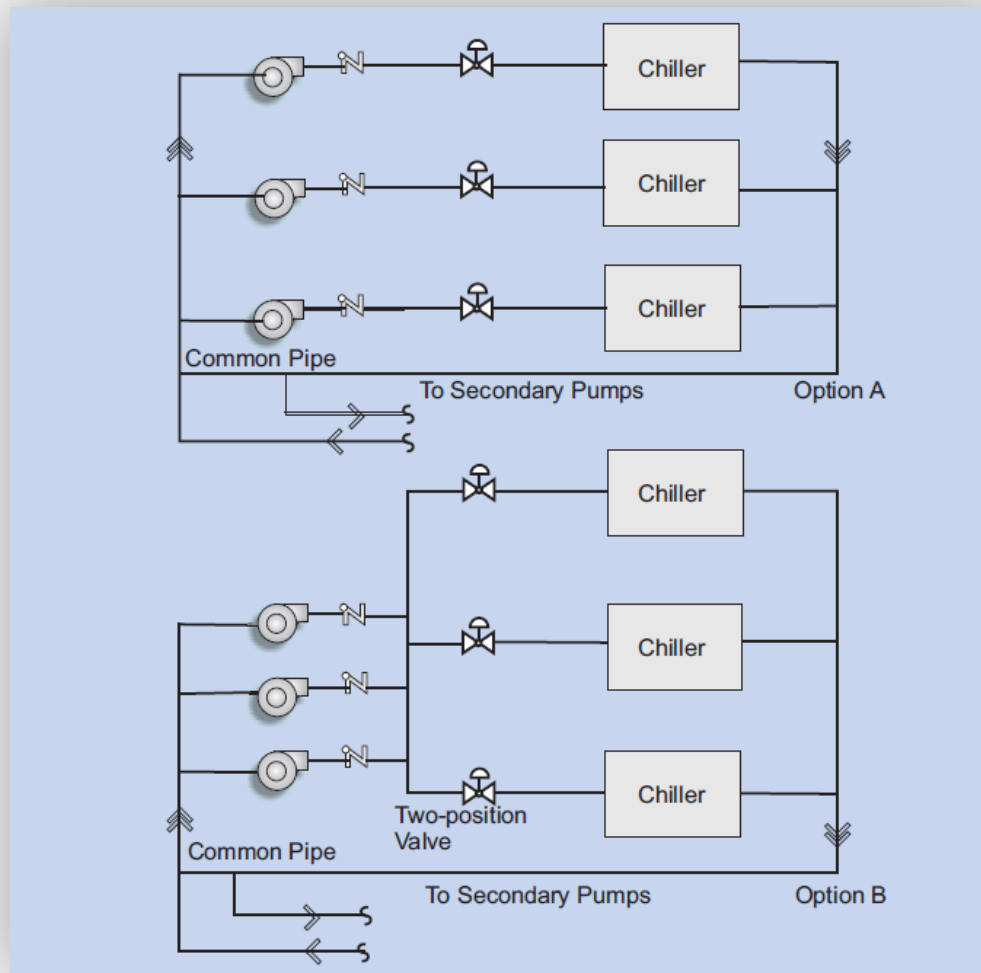 Chiller
Chiller
Chiller
Common Pipe
To Secondary Pumps
Option A
Chiller
Chiller
Chiller
Two-position
Valve
Common Pipe
To Secondary Pumps
Option B